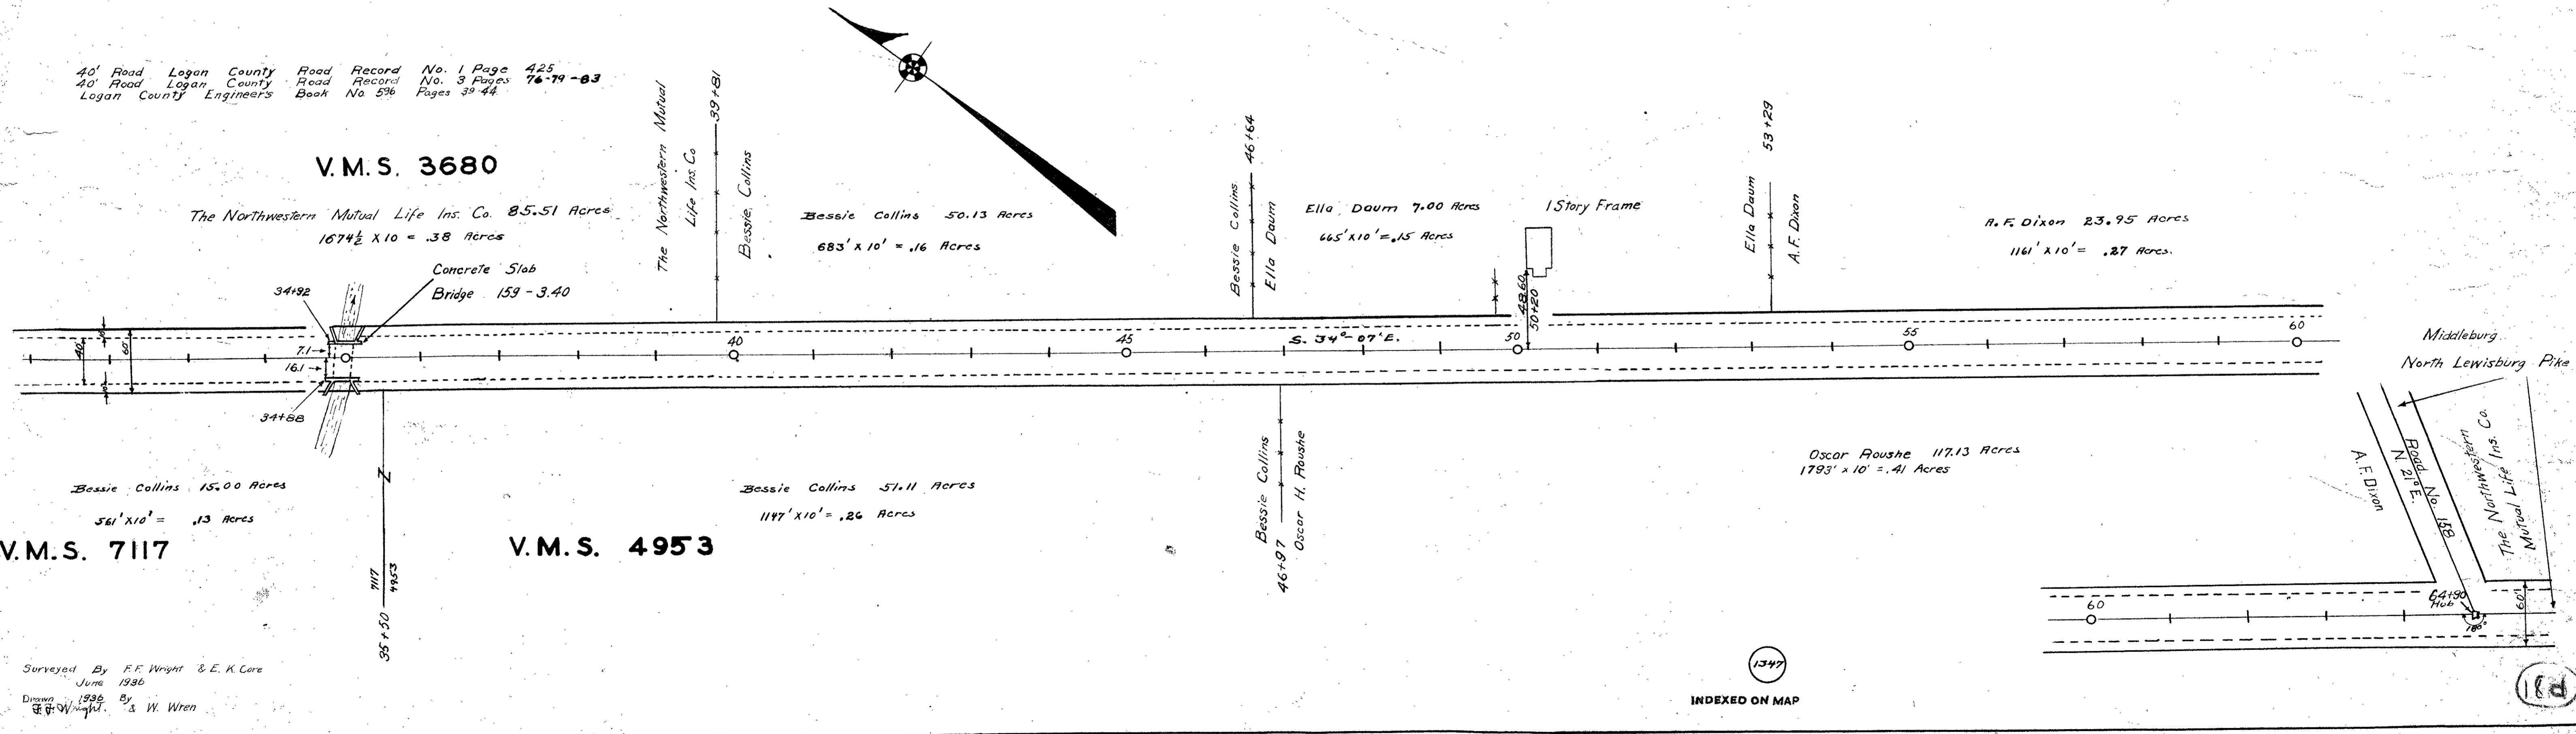 40' Road Logan County Road Record No. 1 Page 425
40' Road Logan County Road Record No. 3 Pages 76-79-83
Logan County Engineer's Book No 596 Pages 39-44
V.M.S. 3680
The Northwestern Mutual Life Ins. Co. 85.51 Acres
1674½ X 10 = .38 Acres
Concrete Slab
Bridge 159-3.40
34+92
The Northwestern Mutual
Life Ins. Co
39+81
Bessie Collins
Bessie Collins 50.13 Acres
683' X 10' = .16 Acres
Bessie Collins
46+64
Ella Daum
Ella Daum 7.00 Acres
665' X 10' = .15 Acres
1 Story Frame
48.60
50+20
Ella Daum
53+29
A.F. Dixon
A.F. Dixon 23.95 Acres
1161' X 10' = .27 Acres.
40'
60'
7.1
16.1
40
45
S. 34°-07' E.
50
55
60
Middleburg
North Lewisburg Pike
34+88
Bessie Collins 15.00 Acres
561' X 10' = .13 Acres
V.M.S. 7117
7117
4953
35+50
Bessie Collins 51.11 Acres
1147' X 10' = .26 Acres
V.M.S. 4953
Bessie Collins
46+97
Oscar H. Roushe
Oscar Roushe 117.13 Acres
1793' x 10' = .41 Acres
A.F. Dixon
Road No. 158
N. 21° E.
The Northwestern
Mutual Life Ins. Co.
60
64+90
Hub
60'
Surveyed By F.F. Wright & E.K. Core
June 1936
Drawn 1936 By
F.F. Wright & W. Wren
1347
INDEXED ON MAP